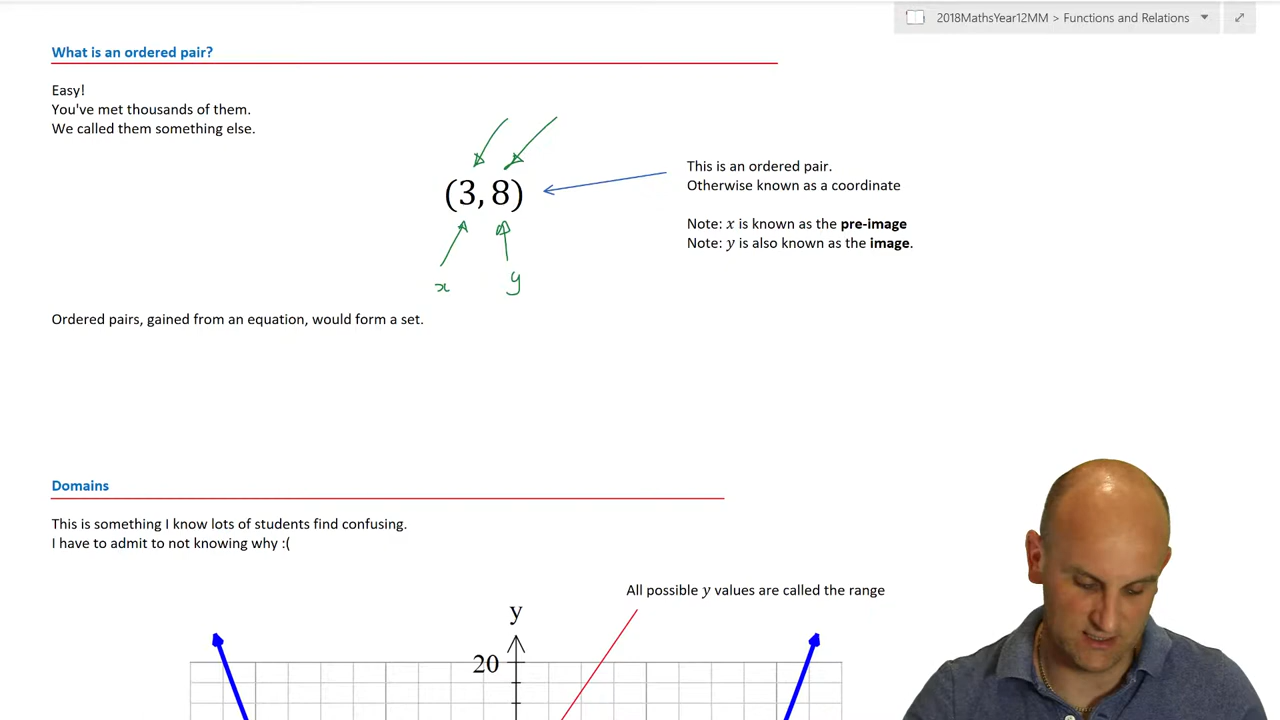 2018MathsYear12MM > Functions and Relations
What is an ordered pair?
Easy!
You've met thousands of them.
We called them something else.
(3, 8)
x y
This is an ordered pair.
Otherwise known as a coordinate
Note: x is known as the pre-image
Note: y is also known as the image.
Ordered pairs, gained from an equation, would form a set.
Domains
This is something I know lots of students find confusing.
I have to admit to not knowing why :(
All possible y values are called the range
y
20